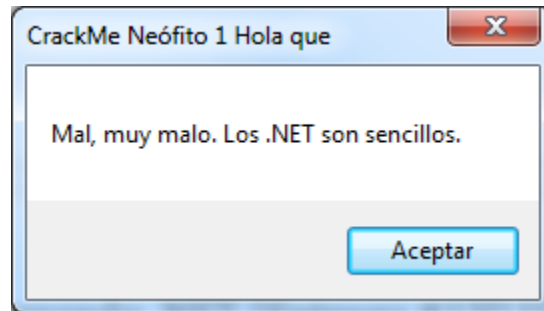 CrackMe Neófito 1 Hola que
Mal, muy malo. Los .NET son sencillos.
Aceptar